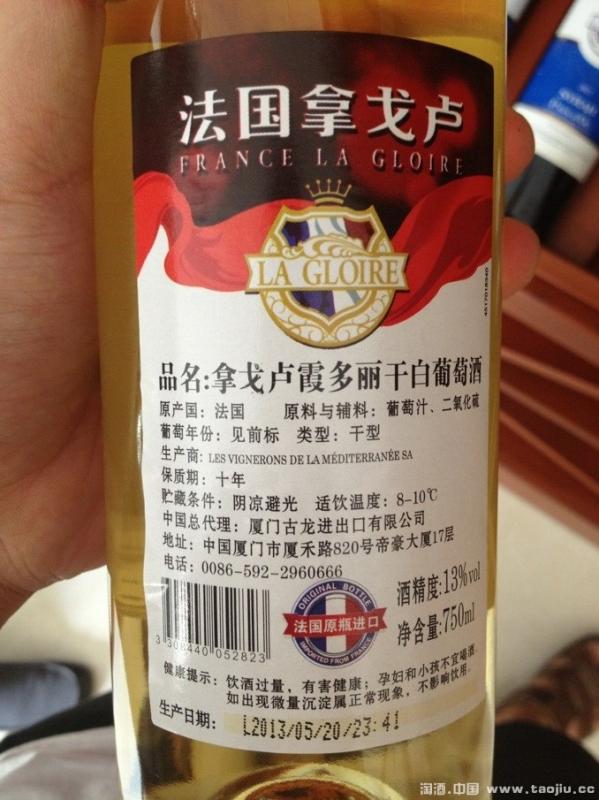 法国拿戈卢
FRANCE LA GLOIRE
LA GLOIRE
品名:拿戈卢霞多丽干白葡萄酒
原产国: 法国 原料与辅料: 葡萄汁、二氧化硫
葡萄年份: 见前标 类型: 干型
生产商: LES VIGNERONS DE LA MÉDITERRANÉE SA
保质期: 十年
贮藏条件: 阴凉避光 适饮温度: 8-10℃
中国总代理: 厦门古龙进出口有限公司
地址: 中国厦门市厦禾路820号帝豪大厦17层
电话: 0086-592-2960666
ORIGINAL BOTTLE
法国原瓶进口
IMPORTED FROM FRANCE
酒精度:13%vol
净含量:750ml
3 308440 052823
健康提示: 饮酒过量，有害健康; 孕妇和小孩不宜喝酒.
如出现微量沉淀属正常现象，不影响饮用。
生产日期: L2013/05/20/23:41
淘酒.中国 www.taojiu.cc